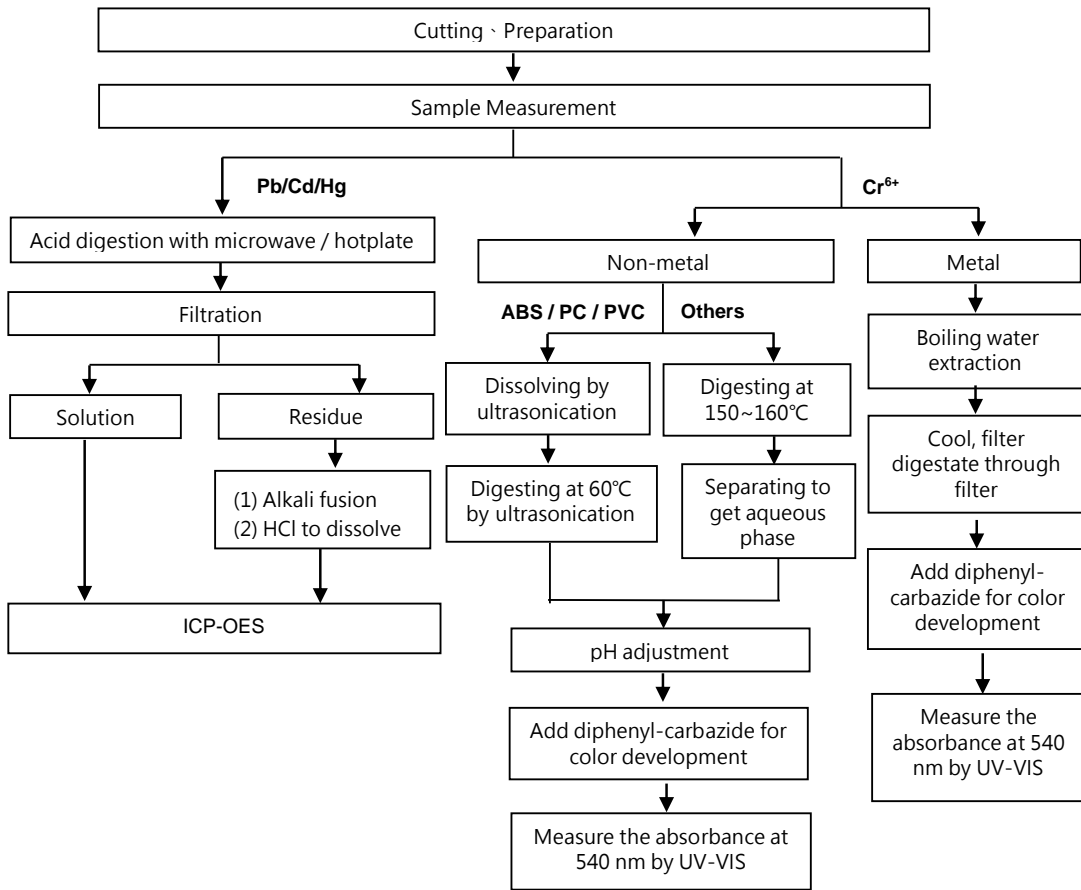 Cutting、Preparation
Sample Measurement
Pb/Cd/Hg
Cr⁶⁺
Acid digestion with microwave / hotplate
Filtration
Solution
Residue
(1) Alkali fusion
(2) HCl to dissolve
ICP-OES
Non-metal
ABS / PC / PVC
Others
Dissolving by
ultrasonication
Digesting at
150~160℃
Digesting at 60℃
by ultrasonication
Separating to
get aqueous
phase
pH adjustment
Add diphenyl-carbazide for
color development
Measure the absorbance at
540 nm by UV-VIS
Metal
Boiling water
extraction
Cool, filter
digestate through
filter
Add diphenyl-
carbazide for color
development
Measure the
absorbance at 540
nm by UV-VIS